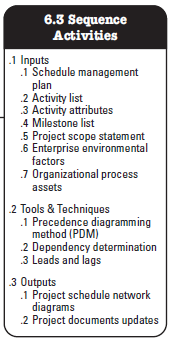 6.3 Sequence
Activities
.1 Inputs
.1 Schedule management
plan
.2 Activity list
.3 Activity attributes
.4 Milestone list
.5 Project scope statement
.6 Enterprise environmental
factors
.7 Organizational process
assets
.2 Tools & Techniques
.1 Precedence diagramming
method (PDM)
.2 Dependency determination
.3 Leads and lags
.3 Outputs
.1 Project schedule network
diagrams
.2 Project documents updates